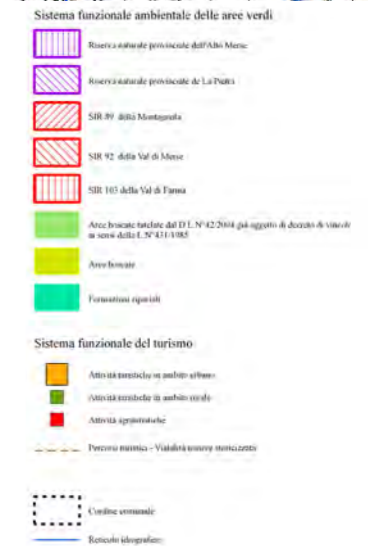 Sistema funzionale ambientale delle aree verdi
Riserva naturale provinciale dell'Alto Merse
Riserva naturale provinciale de La Pietra
SIR 89 della Montagnola
SIR 92 della Val di Merse
SIR 103 della Val di Farma
Aree boscate tutelate dal D.L. N°42/2004 già oggetto di decreto di vincolo
ai sensi della L. N°431/1985
Aree boscate
Formazioni ripariali
Sistema funzionale del turismo
Attività turistiche in ambito urbano
Attività turistiche in ambito rurale
Attività agrituristiche
Percorsi turistici - Viabilità minore storicizzata
Confine comunale
Reticolo idrografico